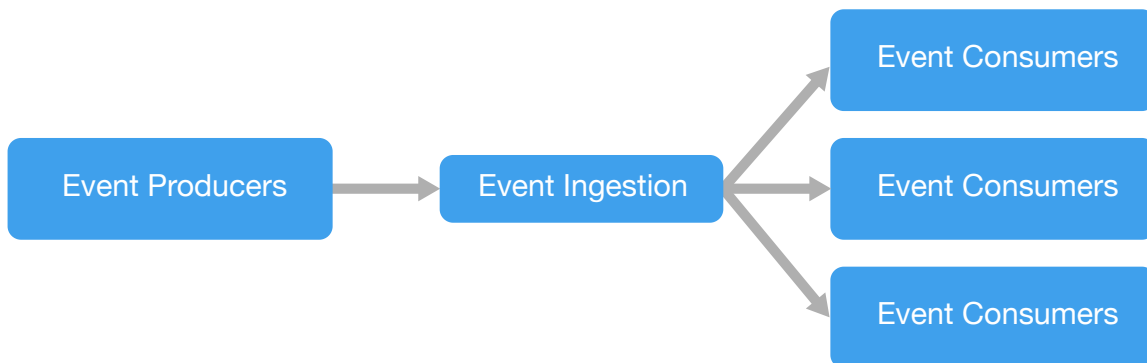 Event Producers
Event Ingestion
Event Consumers
Event Consumers
Event Consumers